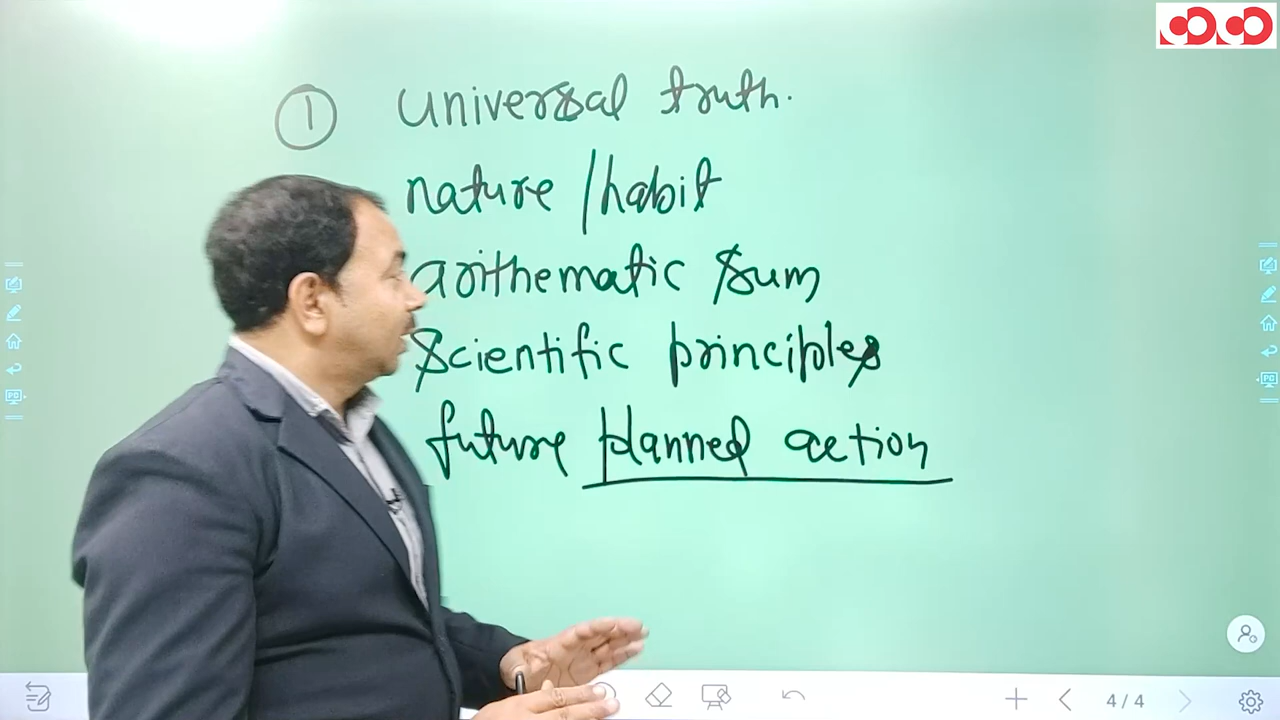 ① universal truth.
nature / habit
arithematic sum
scientific principles
future planned action
4 / 4